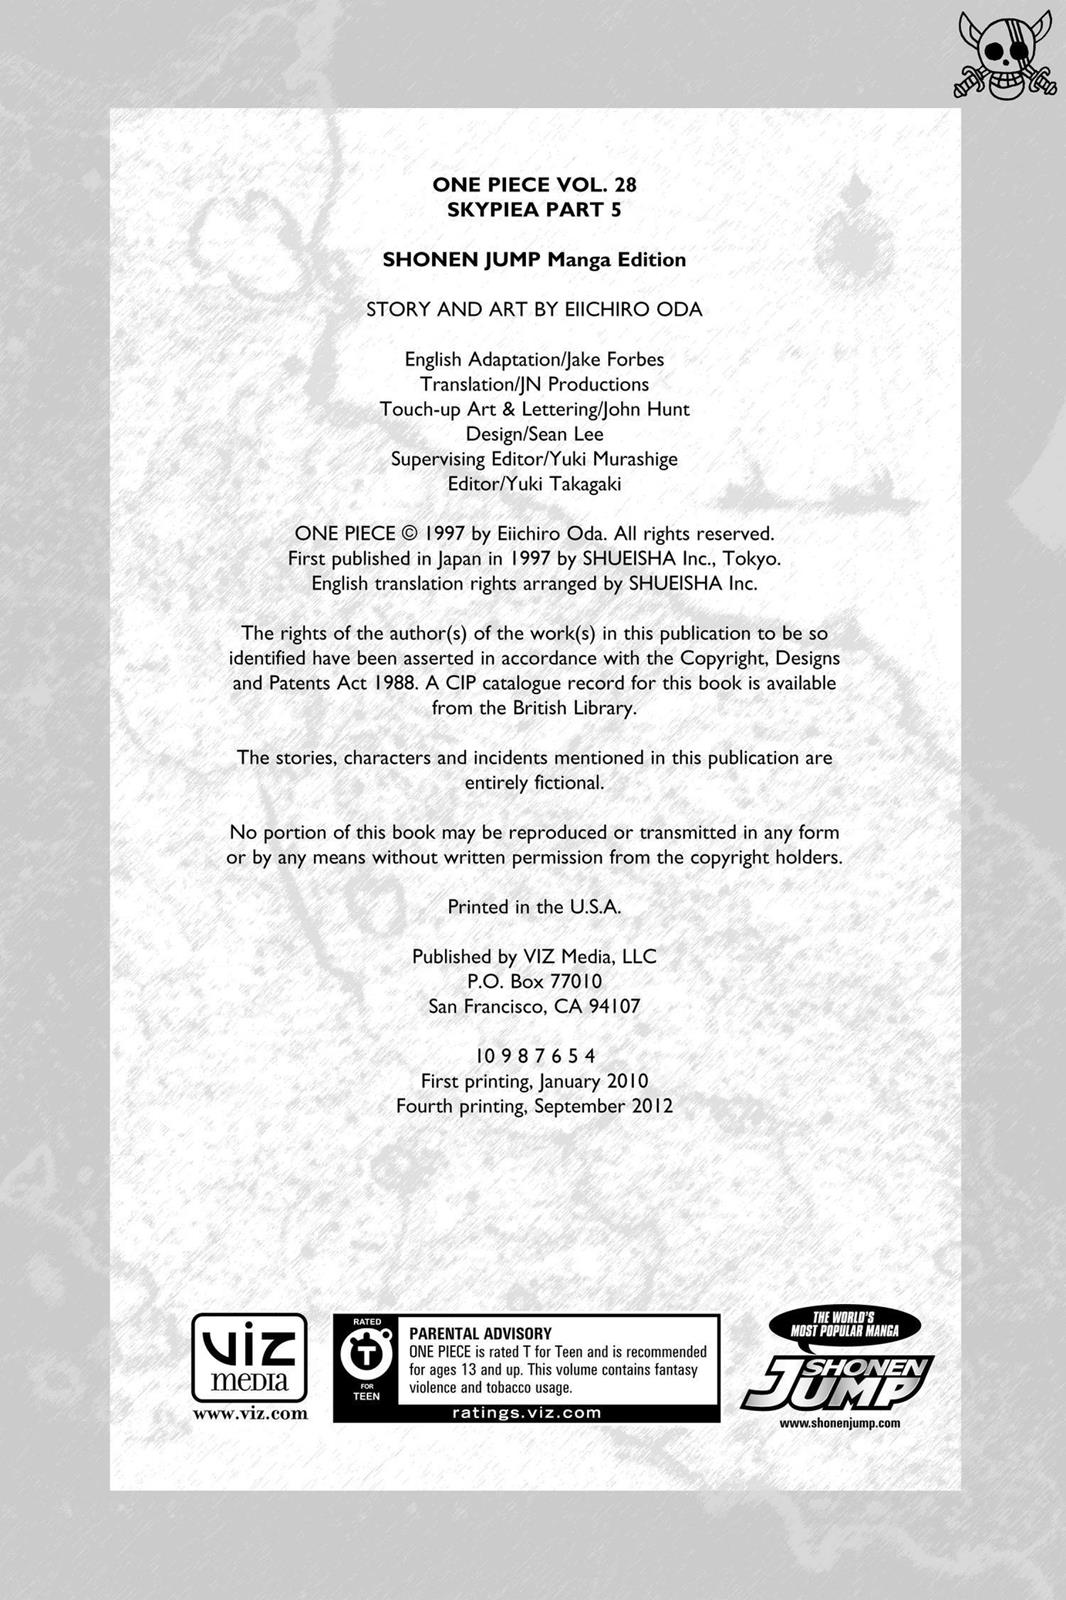 ONE PIECE VOL. 28
SKYPIEA PART 5
SHONEN JUMP Manga Edition
STORY AND ART BY EIICHIRO ODA
English Adaptation/Jake Forbes
Translation/JN Productions
Touch-up Art & Lettering/John Hunt
Design/Sean Lee
Supervising Editor/Yuki Murashige
Editor/Yuki Takagaki
ONE PIECE © 1997 by Eiichiro Oda. All rights reserved.
First published in Japan in 1997 by SHUEISHA Inc., Tokyo.
English translation rights arranged by SHUEISHA Inc.
The rights of the author(s) of the work(s) in this publication to be so
identified have been asserted in accordance with the Copyright, Designs
and Patents Act 1988. A CIP catalogue record for this book is available
from the British Library.
The stories, characters and incidents mentioned in this publication are
entirely fictional.
No portion of this book may be reproduced or transmitted in any form
or by any means without written permission from the copyright holders.
Printed in the U.S.A.
Published by VIZ Media, LLC
P.O. Box 77010
San Francisco, CA 94107
10 9 8 7 6 5 4
First printing, January 2010
Fourth printing, September 2012
viz
media
www.viz.com
RATED
T
FOR
TEEN
PARENTAL ADVISORY
ONE PIECE is rated T for Teen and is recommended
for ages 13 and up. This volume contains fantasy
violence and tobacco usage.
ratings.viz.com
THE WORLD'S
MOST POPULAR MANGA
SHONEN
JUMP
www.shonenjump.com